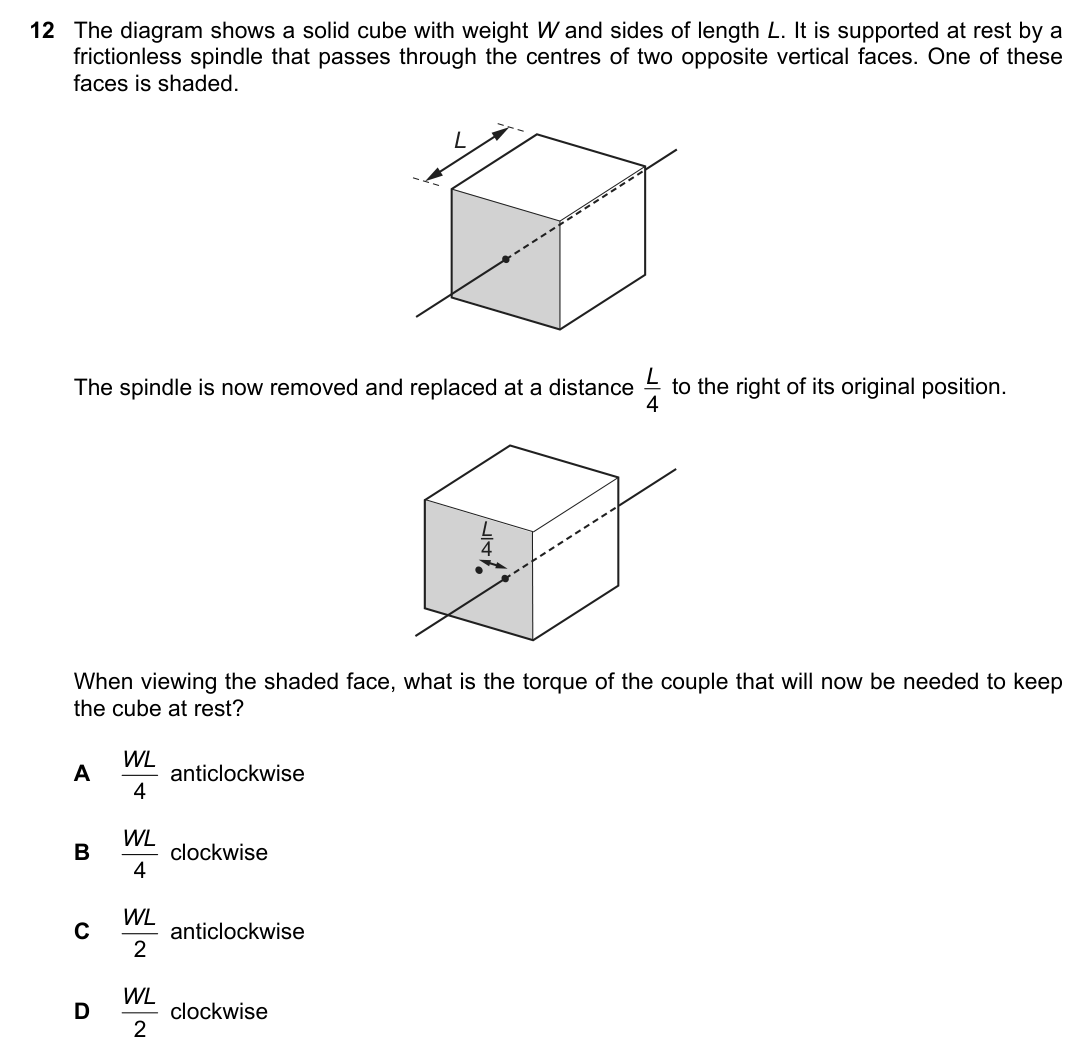 12 The diagram shows a solid cube with weight W and sides of length L. It is supported at rest by a
frictionless spindle that passes through the centres of two opposite vertical faces. One of these
faces is shaded.
L
The spindle is now removed and replaced at a distance L/4 to the right of its original position.
L/4
When viewing the shaded face, what is the torque of the couple that will now be needed to keep
the cube at rest?
A WL/4 anticlockwise
B WL/4 clockwise
C WL/2 anticlockwise
D WL/2 clockwise